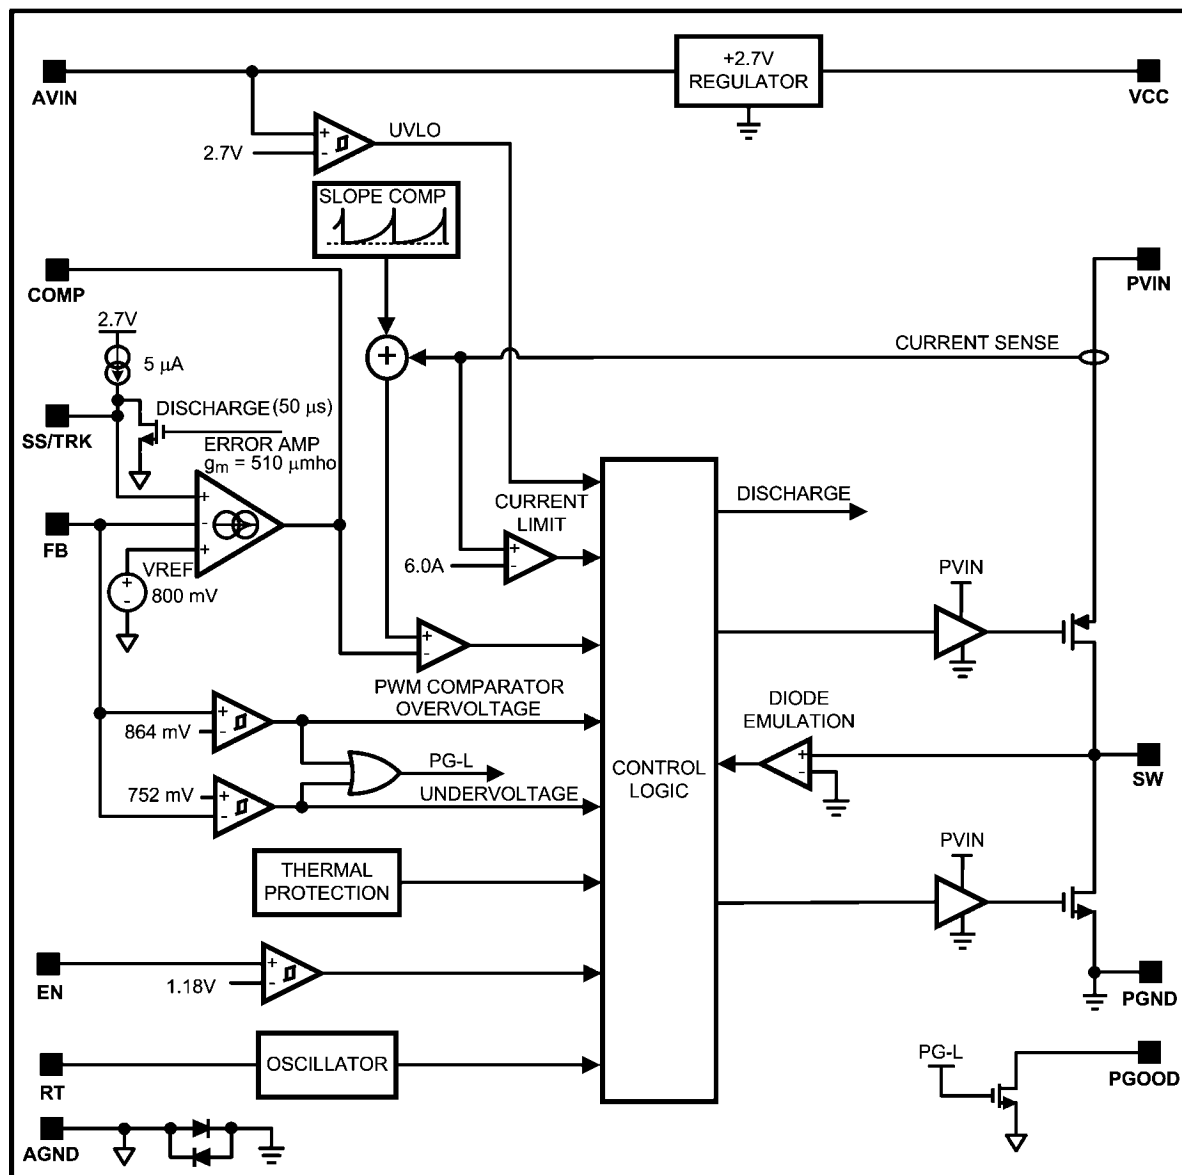 +2.7V
REGULATOR
AVIN
VCC
UVLO
+
-
2.7V
SLOPE COMP
COMP
PVIN
2.7V
CURRENT SENSE
+
5 μA
DISCHARGE (50 μs)
SS/TRK
ERROR AMP
gm = 510 μmho
CURRENT
LIMIT
DISCHARGE
+
-
+
FB
+
-
6.0A
VREF
800 mV
+
-
PVIN
+
-
PWM COMPARATOR
OVERVOLTAGE
+
-
864 mV
DIODE
EMULATION
PG-L
CONTROL
LOGIC
+
-
SW
752 mV
+
-
UNDERVOLTAGE
PVIN
THERMAL
PROTECTION
EN
+
-
1.18V
PGND
OSCILLATOR
RT
PG-L
PGOOD
AGND